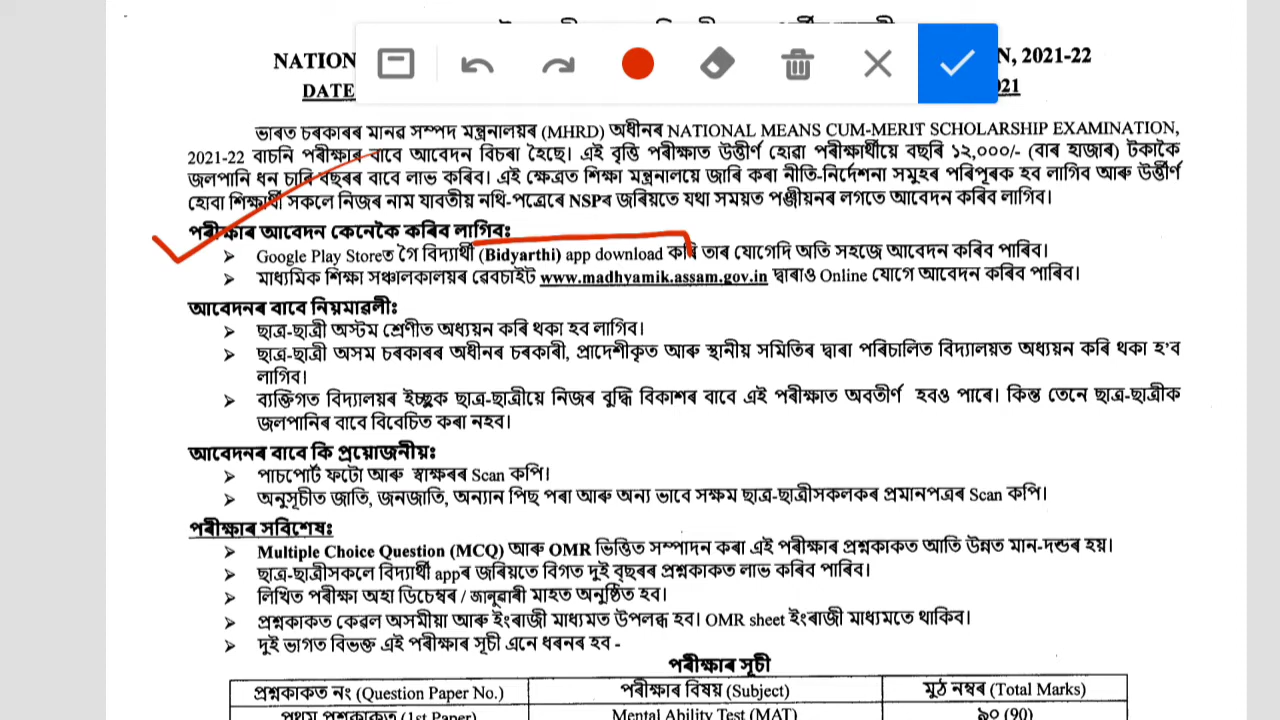 NATION N, 2021-22
DATE 021
ভাৰত চৰকাৰৰ মানৱ সম্পদ মন্ত্ৰনালয়ৰ (MHRD) অধীনৰ NATIONAL MEANS CUM-MERIT SCHOLARSHIP EXAMINATION,
2021-22 বাচনি পৰীক্ষাৰ বাবে আবেদন বিচৰা হৈছে। এই বৃত্তি পৰীক্ষাত উত্তীৰ্ণ হোৱা পৰীক্ষাৰ্থীয়ে বছৰি ১২,০০০/- (বাৰ হাজাৰ) টকাকৈ
জলপানি ধন চাৰি বছৰৰ বাবে লাভ কৰিব। এই ক্ষেত্ৰত শিক্ষা মন্ত্ৰনালয়ে জাৰি কৰা নীতি-নিৰ্দেশনা সমুহৰ পৰিপূৰক হব লাগিব আৰু উৰ্ত্তীৰ্ণ
হোবা শিক্ষাৰ্থী সকলে নিজৰ নাম যাবতীয় নথি-পত্ৰেৰে NSPৰ জৰিয়তে যথা সময়ত পঞ্জীয়নৰ লগতে আবেদন কৰিব লাগিব।
পৰীক্ষাৰ আবেদন কেনেকৈ কৰিব লাগিবঃ
➢ Google Play Storeত গৈ বিদ্যাৰ্থী (Bidyarthi) app download কৰি তাৰ যোগেদি অতি সহজে আবেদন কৰিব পাৰিব।
➢ মাধ্যমিক শিক্ষা সঞ্চালকালয়ৰ ৱেবচাইট www.madhyamik.assam.gov.in দ্বাৰাও Online যোগে আবেদন কৰিব পাৰিব।
আবেদনৰ বাবে নিয়মাৱলীঃ
➢ ছাত্ৰ-ছাত্ৰী অস্টম শ্ৰেণীত অধ্যয়ন কৰি থকা হব লাগিব।
➢ ছাত্ৰ-ছাত্ৰী অসম চৰকাৰৰ অধীনৰ চৰকাৰী, প্ৰাদেশীকৃত আৰু স্থানীয় সমিতিৰ দ্বাৰা পৰিচালিত বিদ্যালয়ত অধ্যয়ন কৰি থকা হ'ব
লাগিব।
➢ ব্যক্তিগত বিদ্যালয়ৰ ইচ্ছুক ছাত্ৰ-ছাত্ৰীয়ে নিজৰ বুদ্ধি বিকাশৰ বাবে এই পৰীক্ষাত অবতীৰ্ণ হবও পাৰে। কিন্ত তেনে ছাত্ৰ-ছাত্ৰীক
জলপানিৰ বাবে বিবেচিত কৰা নহব।
আবেদনৰ বাবে কি প্ৰয়োজনীয়ঃ
➢ পাচপোৰ্ট ফটো আৰু স্বাক্ষৰৰ Scan কপি।
➢ অনুসূচীত জাতি, জনজাতি, অন্যান পিছ পৰা আৰু অন্য ভাবে সক্ষম ছাত্ৰ-ছাত্ৰীসকলকৰ প্ৰমানপত্ৰৰ Scan কপি।
পৰীক্ষাৰ সবিশেষঃ
➢ Multiple Choice Question (MCQ) আৰু OMR ভিত্তিত সম্পাদন কৰা এই পৰীক্ষাৰ প্ৰশ্নকাকত আতি উন্নত মান-দন্ডৰ হয়।
➢ ছাত্ৰ-ছাত্ৰীসকলে বিদ্যাৰ্থী appৰ জৰিয়তে বিগত দুই বৃছৰৰ প্ৰশ্নকাকত লাভ কৰিব পাৰিব।
➢ লিখিত পৰীক্ষা অহা ডিচেম্বৰ / জানুৱাৰী মাহত অনুষ্ঠিত হব।
➢ প্ৰশ্নকাকত কেৱল অসমীয়া আৰু ইংৰাজী মাধ্যমত উপলব্ধ হব। OMR sheet ইংৰাজী মাধ্যমতে থাকিব।
➢ দুই ভাগত বিভক্ত এই পৰীক্ষাৰ সূচী এনে ধৰনৰ হব -
পৰীক্ষাৰ সূচী
প্ৰশ্নকাকত নং (Question Paper No.) পৰীক্ষাৰ বিষয় (Subject) মুঠ নম্বৰ (Total Marks)
প্ৰথম প্ৰশ্নকাকত (1st Paper) Mental Ability Test (MAT) ৯০ (90)